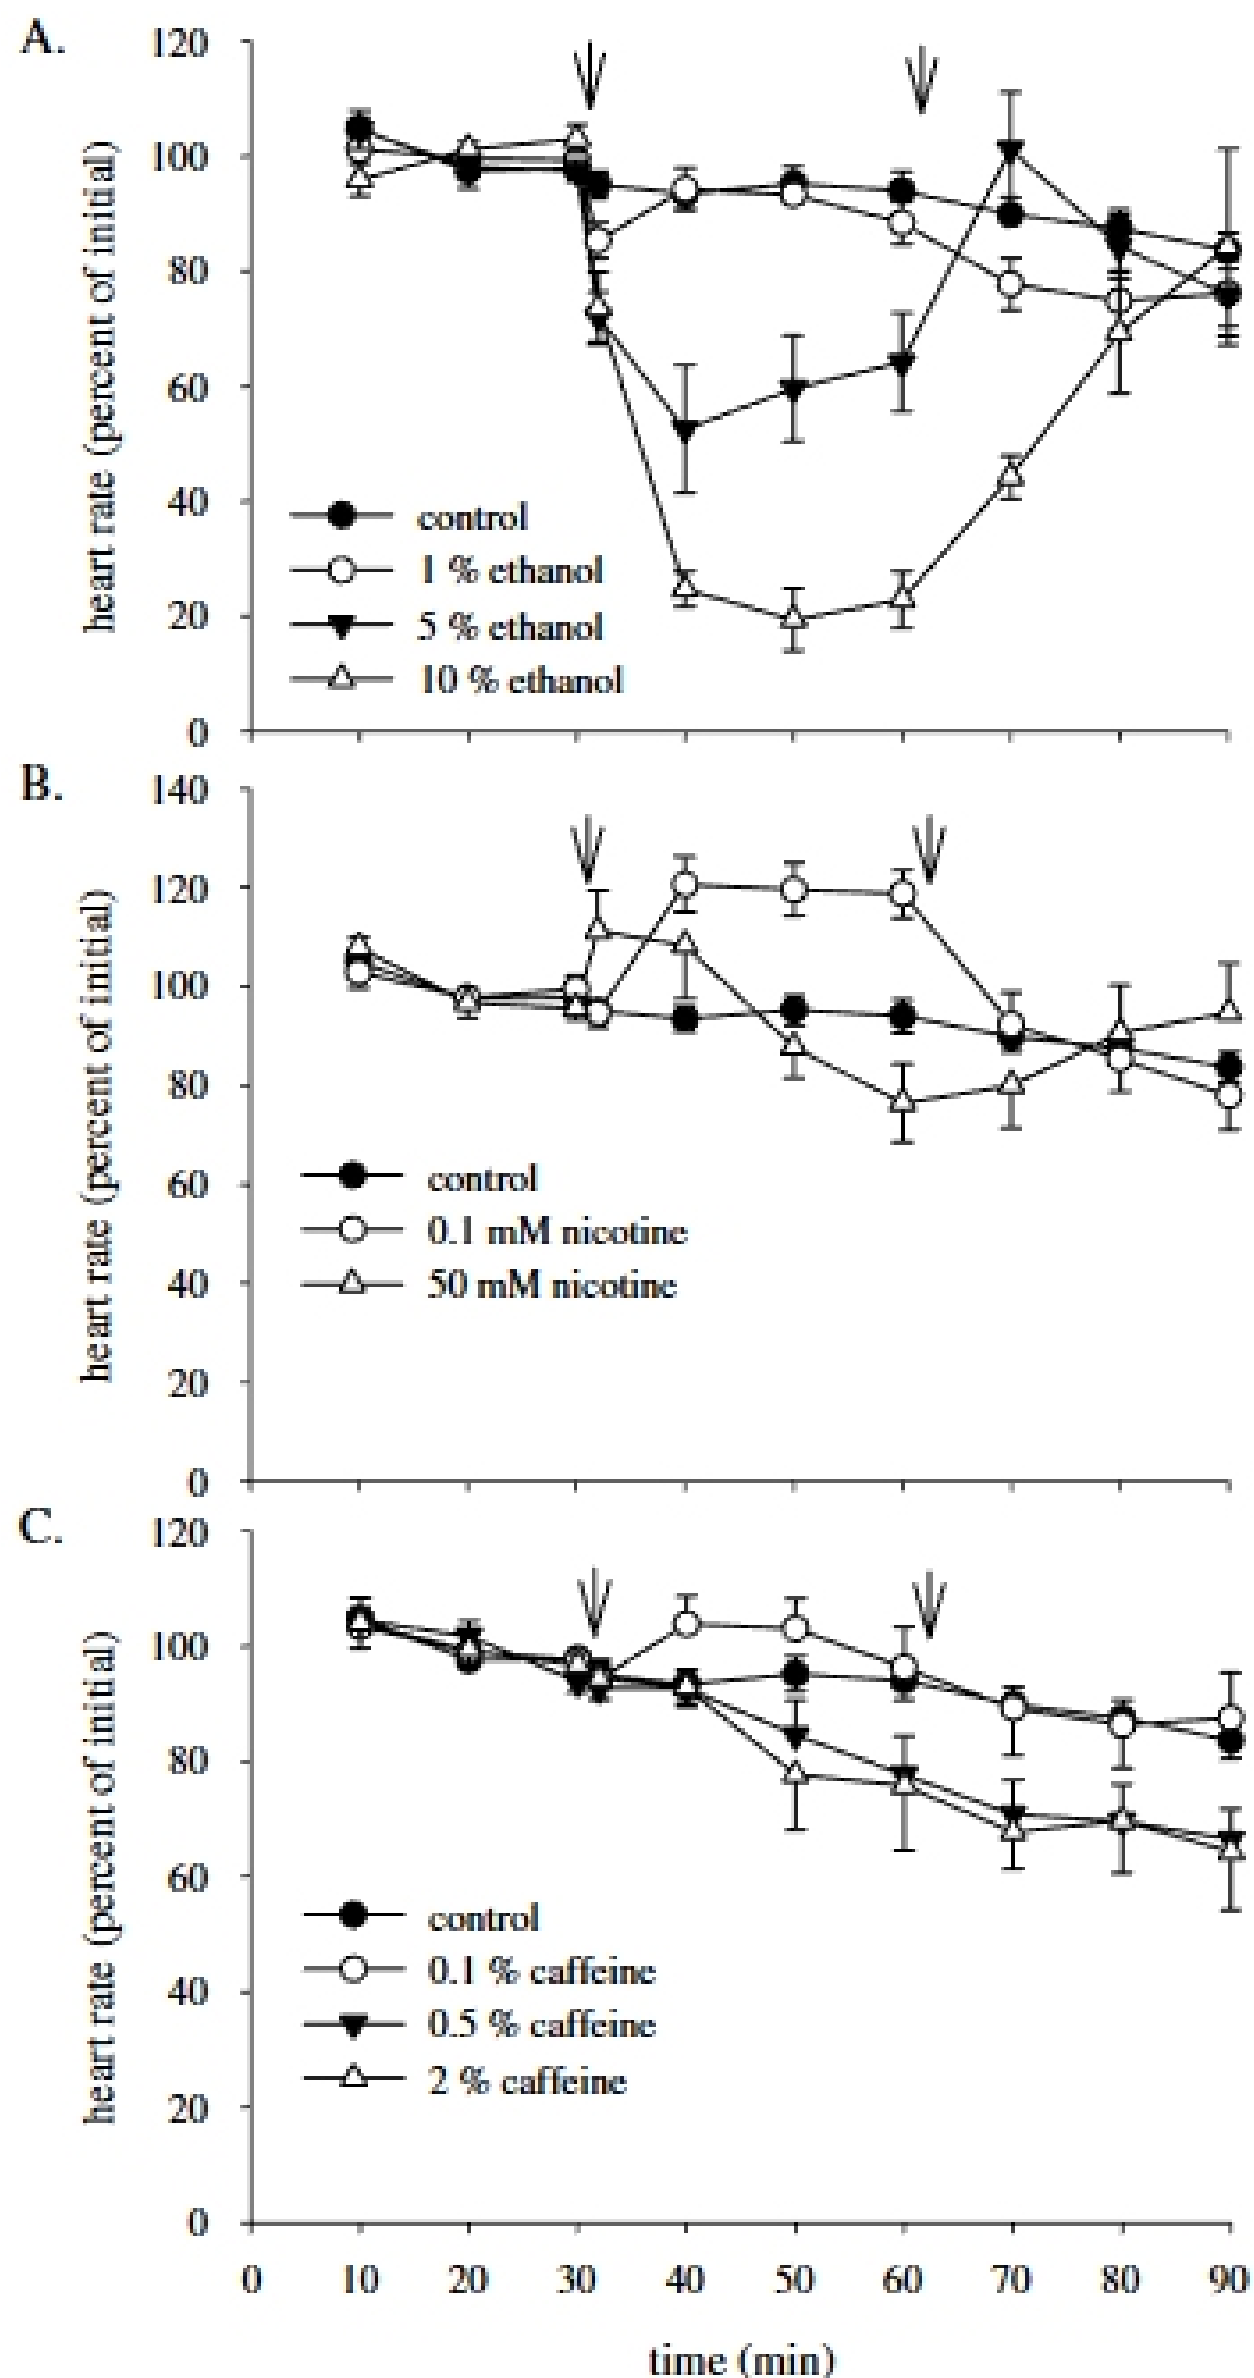 A.
heart rate (percent of initial)
120
100
80
60
40
20
0
control
1 % ethanol
5 % ethanol
10 % ethanol
B.
heart rate (percent of initial)
140
120
100
80
60
40
20
0
control
0.1 mM nicotine
50 mM nicotine
C.
heart rate (percent of initial)
120
100
80
60
40
20
0
control
0.1 % caffeine
0.5 % caffeine
2 % caffeine
0 10 20 30 40 50 60 70 80 90
time (min)